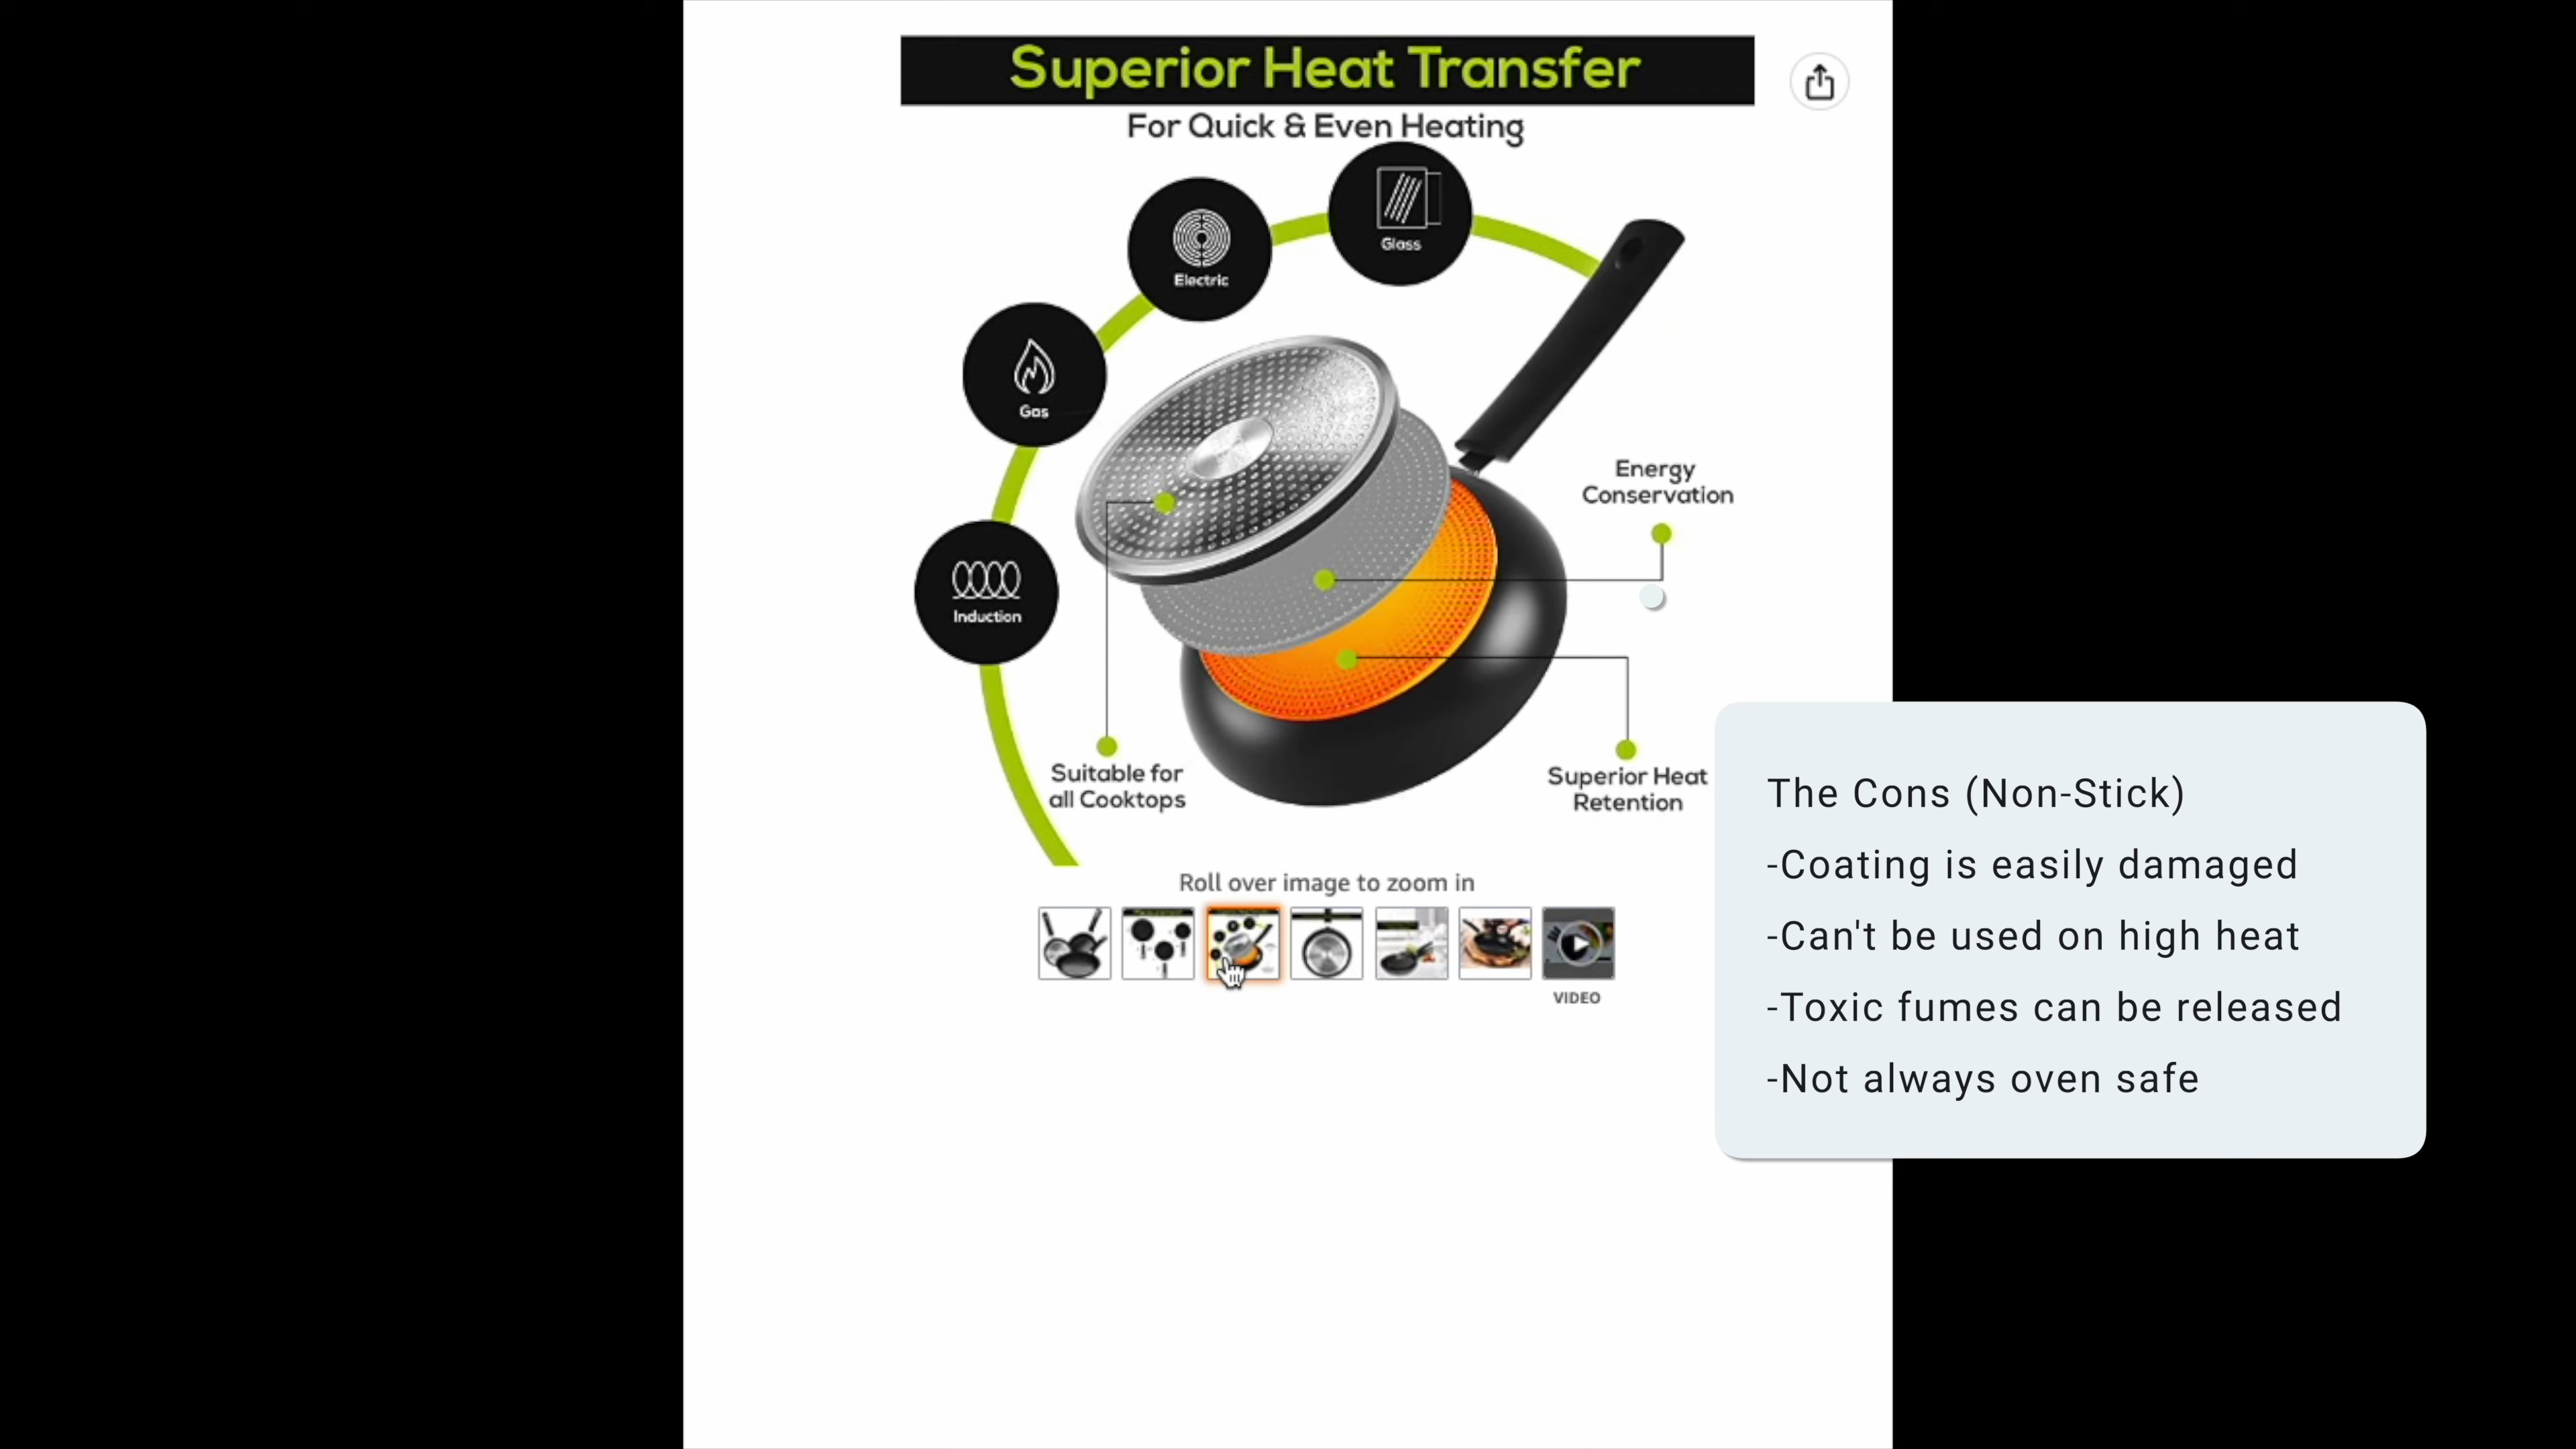 Superior Heat Transfer
For Quick & Even Heating
Glass
Electric
Gas
Induction
Energy
Conservation
Suitable for
all Cooktops
Superior Heat
Retention
Roll over image to zoom in
VIDEO
The Cons (Non-Stick)
-Coating is easily damaged
-Can't be used on high heat
-Toxic fumes can be released
-Not always oven safe